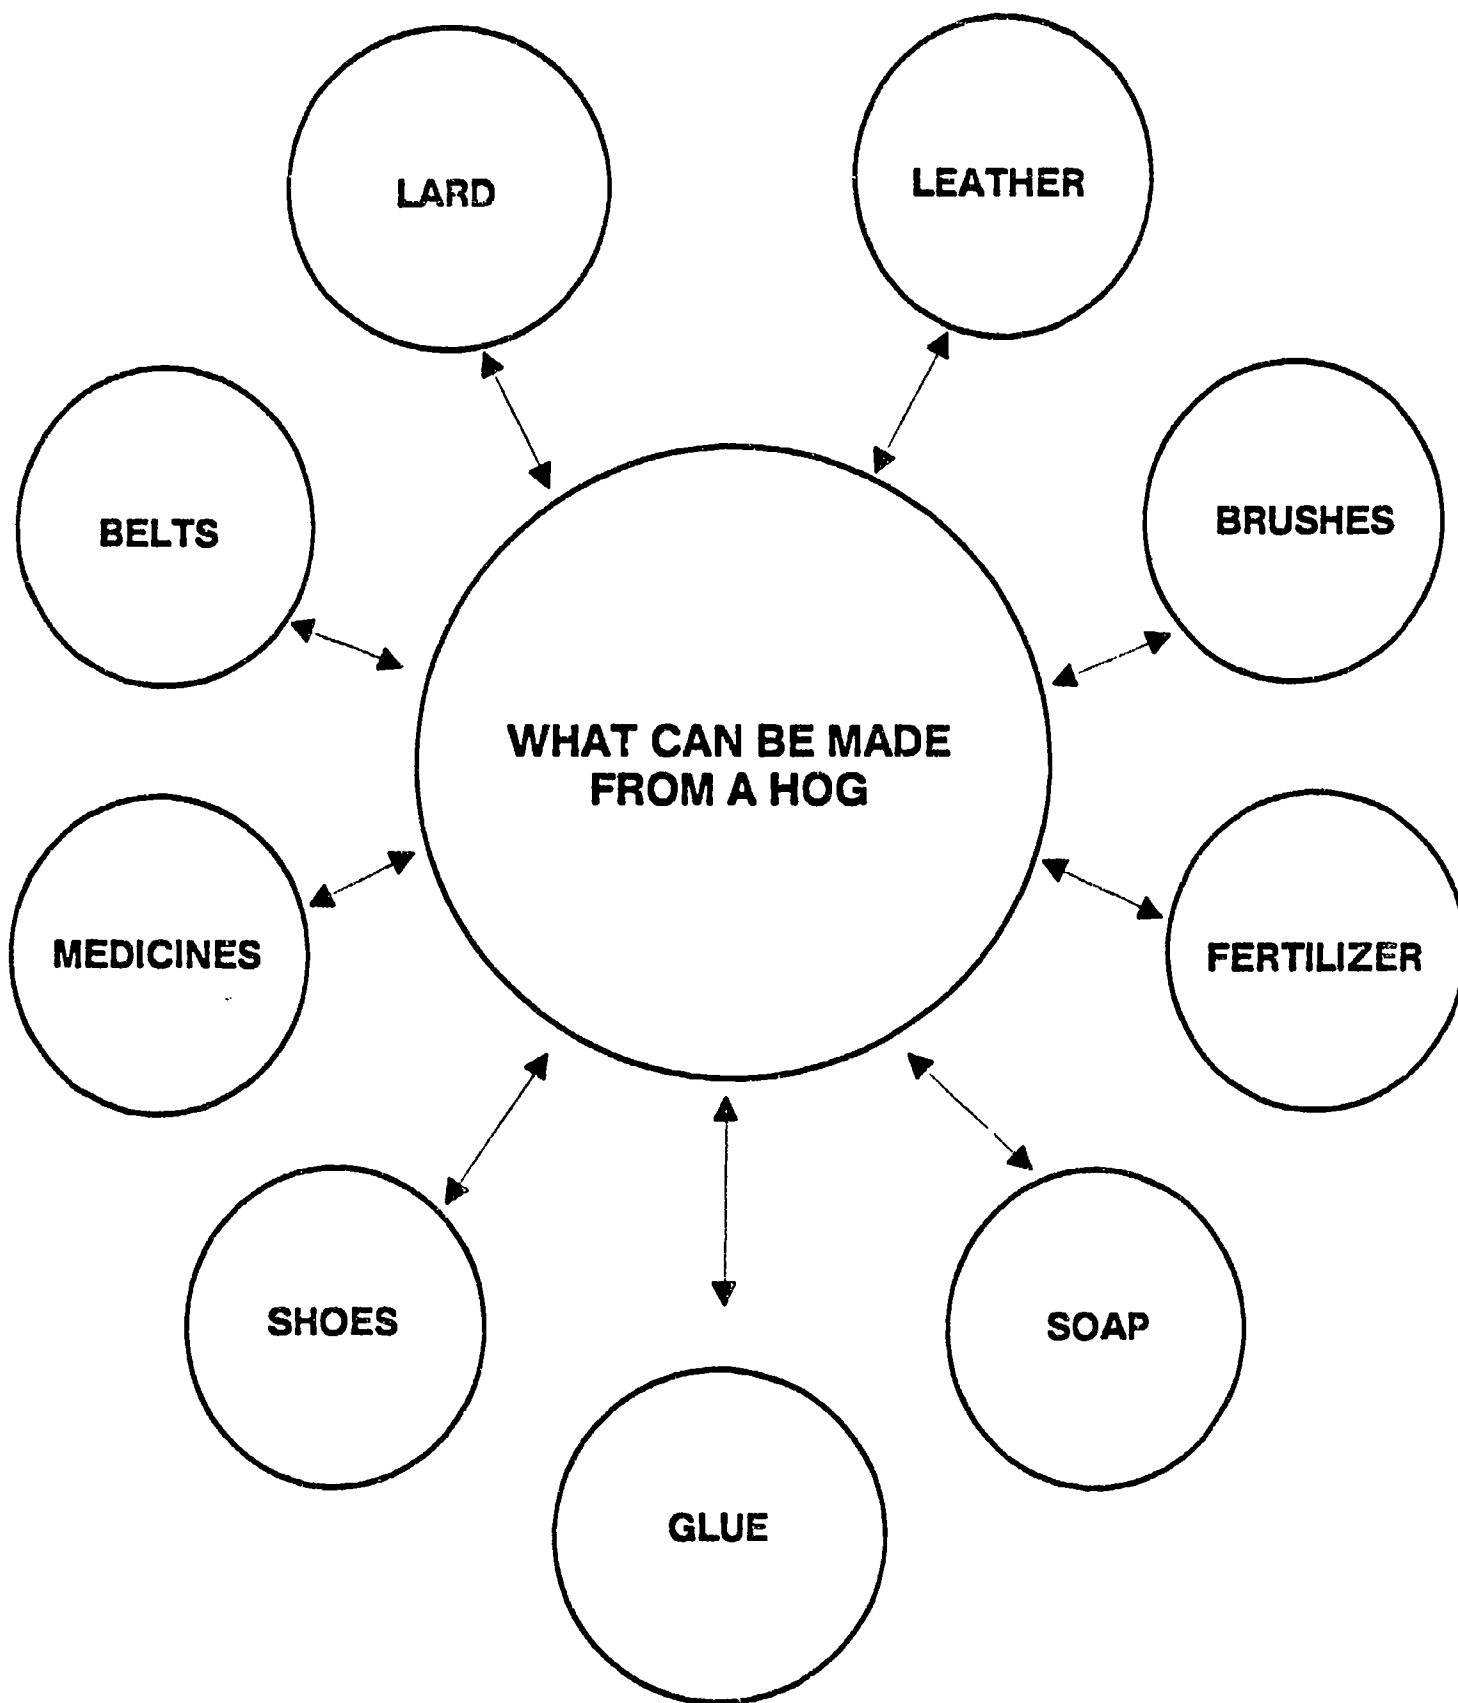 LARD
LEATHER
BELTS
BRUSHES
WHAT CAN BE MADE
FROM A HOG
MEDICINES
FERTILIZER
SHOES
SOAP
GLUE